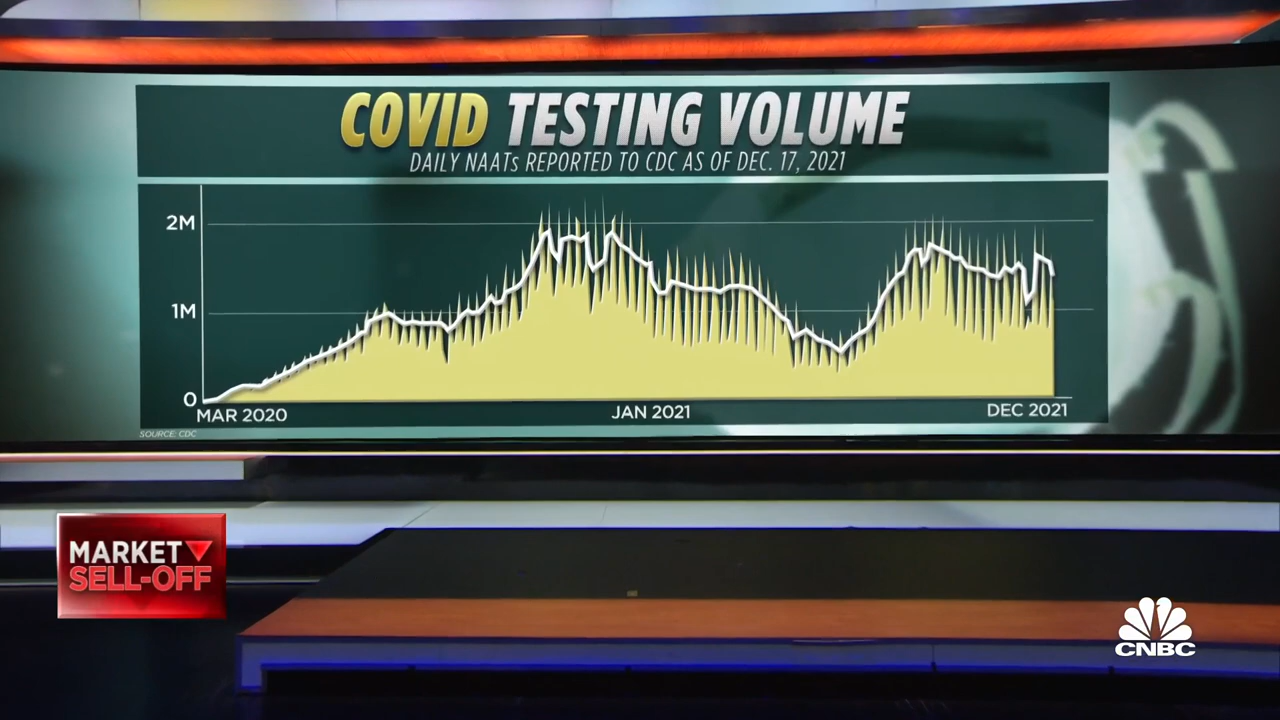 COVID TESTING VOLUME
DAILY NAATs REPORTED TO CDC AS OF DEC. 17, 2021
2M
1M
0
MAR 2020
JAN 2021
DEC 2021
SOURCE: CDC
MARKET
SELL-OFF
CNBC